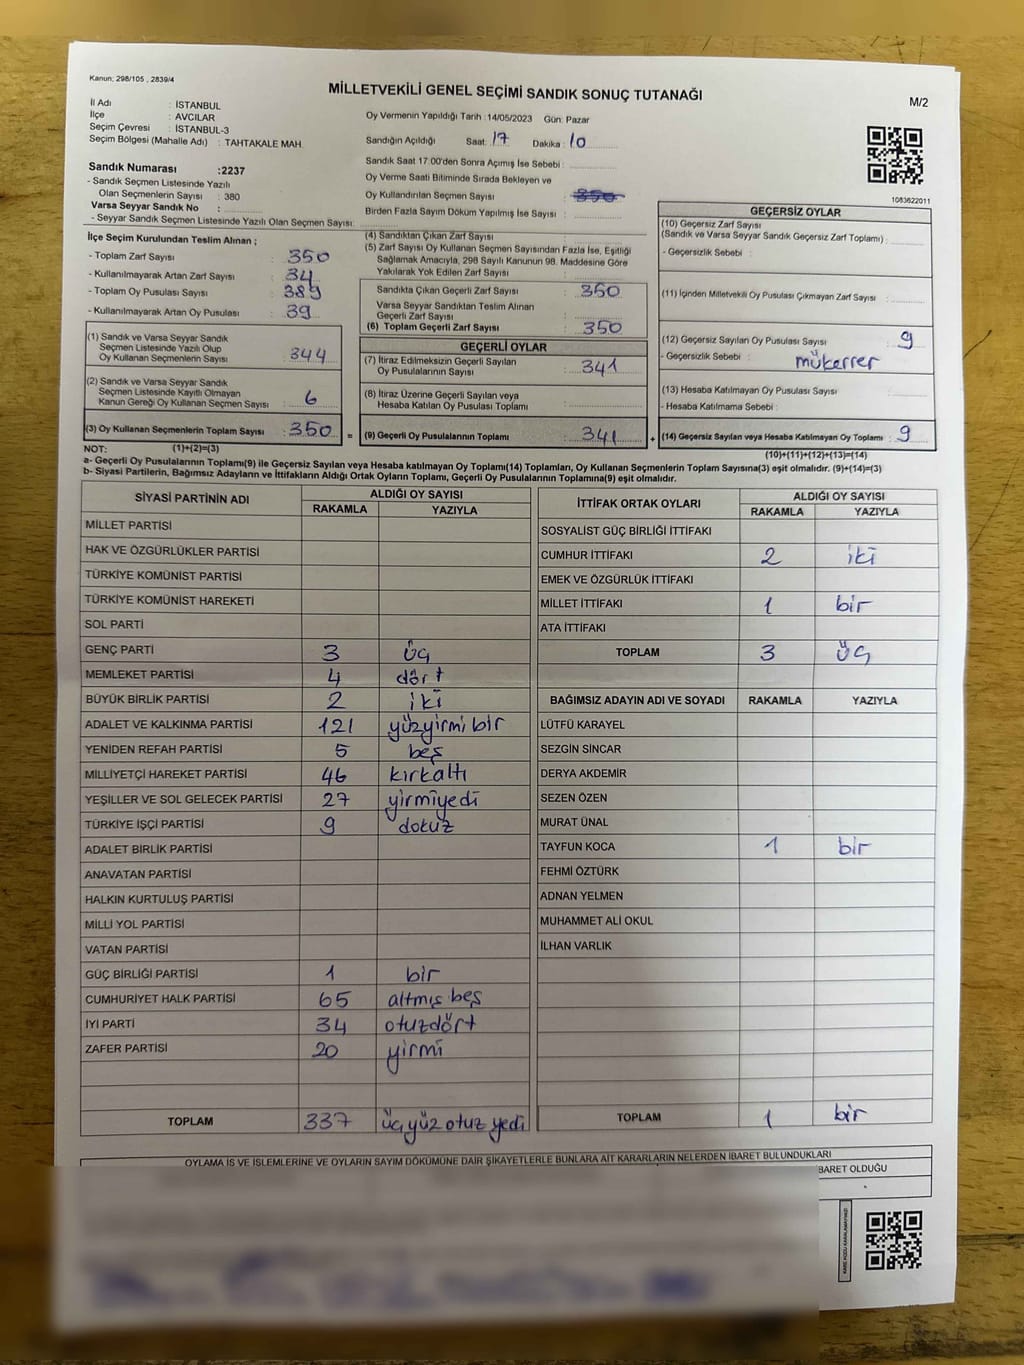 Kanun: 298/105 , 2839/4
MİLLETVEKİLİ GENEL SEÇİMİ SANDIK SONUÇ TUTANAĞI
M/2
İl Adı : İSTANBUL
İlçe : AVCILAR
Seçim Çevresi : İSTANBUL-3
Seçim Bölgesi (Mahalle Adı) : TAHTAKALE MAH.
Sandık Numarası :2237
- Sandık Seçmen Listesinde Yazılı
Olan Seçmenlerin Sayısı : 380
Varsa Seyyar Sandık No :
- Seyyar Sandık Seçmen Listesinde Yazılı Olan Seçmen Sayısı:
Oy Vermenin Yapıldığı Tarih :14/05/2023 Gün: Pazar
Sandığın Açıldığı Saat: 17 Dakika: 10
Sandık Saat 17:00'den Sonra Açımış İse Sebebi :
Oy Verme Saati Bitiminde Sırada Bekleyen ve
Oy Kullandırılan Seçmen Sayısı : 350
Birden Fazla Sayım Döküm Yapılmış İse Sayısı :
1083622011
İlçe Seçim Kurulundan Teslim Alınan ;
- Toplam Zarf Sayısı : 350
- Kullanılmayarak Artan Zarf Sayısı : 34
- Toplam Oy Pusulası Sayısı : 389
- Kullanılmayarak Artan Oy Pusulası : 39
(1) Sandık ve Varsa Seyyar Sandık
Seçmen Listesinde Yazılı Olup
Oy Kullanan Seçmenlerin Sayısı : 344
(2) Sandık ve Varsa Seyyar Sandık
Seçmen Listesinde Kayıtlı Olmayan
Kanun Gereği Oy Kullanan Seçmen Sayısı : 6
(3) Oy Kullanan Seçmenlerin Toplam Sayısı : 350 =
(4) Sandıktan Çıkan Zarf Sayısı :
(5) Zarf Sayısı Oy Kullanan Seçmen Sayısından Fazla İse, Eşitliği
Sağlamak Amacıyla, 298 Sayılı Kanunun 98. Maddesine Göre
Yakılarak Yok Edilen Zarf Sayısı :
Sandıkta Çıkan Geçerli Zarf Sayısı : 350
Varsa Seyyar Sandıktan Teslim Alınan
Geçerli Zarf Sayısı :
(6) Toplam Geçerli Zarf Sayısı : 350
GEÇERLİ OYLAR
(7) İtiraz Edilmeksizin Geçerli Sayılan
Oy Pusulalarının Sayısı : 341
(8) İtiraz Üzerine Geçerli Sayılan veya
Hesaba Katılan Oy Pusulası Toplamı :
(9) Geçerli Oy Pusulalarının Toplamı : 341 +
GEÇERSİZ OYLAR
(10) Geçersiz Zarf Sayısı
(Sandık ve Varsa Seyyar Sandık Geçersiz Zarf Toplamı) :
- Geçersizlik Sebebi :
(11) İçinden Milletvekili Oy Pusulası Çıkmayan Zarf Sayısı :
(12) Geçersiz Sayılan Oy Pusulası Sayısı : 9
- Geçersizlik Sebebi : mükerrer
(13) Hesaba Katılmayan Oy Pusulası Sayısı :
- Hesaba Katılmama Sebebi :
(14) Geçersiz Sayılan veya Hesaba Katılmayan Oy Toplamı : 9
NOT: (1)+(2)=(3)
(10)+(11)+(12)+(13)=(14)
a- Geçerli Oy Pusulalarının Toplamı(9) ile Geçersiz Sayılan veya Hesaba katılmayan Oy Toplamı(14) Toplamları, Oy Kullanan Seçmenlerin Toplam Sayısına(3) eşit olmalıdır. (9)+(14)=(3)
b- Siyasi Partilerin, Bağımsız Adayların ve İttifakların Aldığı Ortak Oyların Toplamı, Geçerli Oy Pusulalarının Toplamına(9) eşit olmalıdır.
SİYASİ PARTİNİN ADI ALDIĞI OY SAYISI
RAKAMLA YAZIYLA
MİLLET PARTİSİ
HAK VE ÖZGÜRLÜKLER PARTİSİ
TÜRKİYE KOMÜNİST PARTİSİ
TÜRKİYE KOMÜNİST HAREKETİ
SOL PARTİ
GENÇ PARTİ 3 üç
MEMLEKET PARTİSİ 4 dört
BÜYÜK BİRLİK PARTİSİ 2 iki
ADALET VE KALKINMA PARTİSİ 121 yüzyirmi bir
YENİDEN REFAH PARTİSİ 5 beş
MİLLİYETÇİ HAREKET PARTİSİ 46 kırkaltı
YEŞİLLER VE SOL GELECEK PARTİSİ 27 yirmiyedi
TÜRKİYE İŞÇİ PARTİSİ 9 dokuz
ADALET BİRLİK PARTİSİ
ANAVATAN PARTİSİ
HALKIN KURTULUŞ PARTİSİ
MİLLİ YOL PARTİSİ
VATAN PARTİSİ
GÜÇ BİRLİĞİ PARTİSİ 1 bir
CUMHURİYET HALK PARTİSİ 65 altmış beş
İYİ PARTİ 34 otuzdört
ZAFER PARTİSİ 20 yirmi
TOPLAM 337 üçyüz otuz yedi
İTTİFAK ORTAK OYLARI ALDIĞI OY SAYISI
RAKAMLA YAZIYLA
SOSYALİST GÜÇ BİRLİĞİ İTTİFAKI
CUMHUR İTTİFAKI 2 iki
EMEK VE ÖZGÜRLÜK İTTİFAKI
MİLLET İTTİFAKI 1 bir
ATA İTTİFAKI
TOPLAM 3 üç
BAĞIMSIZ ADAYIN ADI VE SOYADI RAKAMLA YAZIYLA
LÜTFÜ KARAYEL
SEZGİN SİNCAR
DERYA AKDEMİR
SEZEN ÖZEN
MURAT ÜNAL
TAYFUN KOCA 1 bir
FEHMİ ÖZTÜRK
ADNAN YELMEN
MUHAMMET ALİ OKUL
İLHAN VARLIK
TOPLAM 1 bir
OYLAMA İŞ VE İŞLEMLERİNE VE OYLARIN SAYIM DÖKÜMÜNE DAİR ŞİKAYETLERLE BUNLARA AİT KARARLARIN NELERDEN İBARET BULUNDUKLARI
BARET OLDUĞU